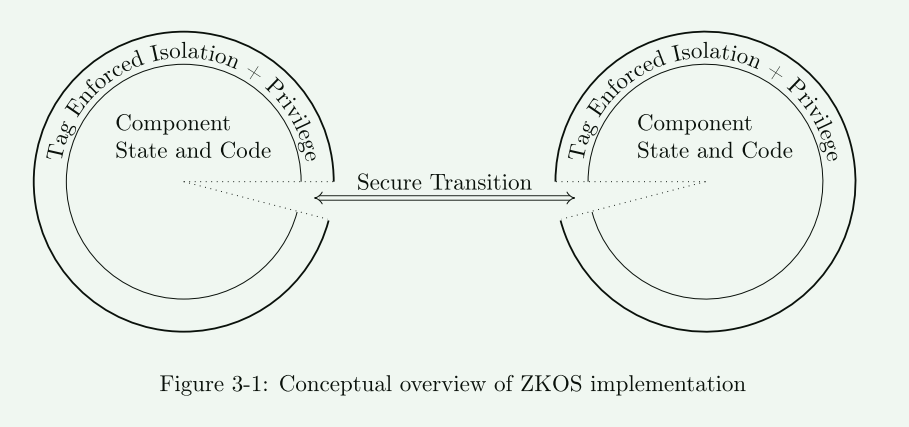 Tag Enforced Isolation + Privilege
Component
State and Code
Secure Transition
Tag Enforced Isolation + Privilege
Component
State and Code
Figure 3-1: Conceptual overview of ZKOS implementation